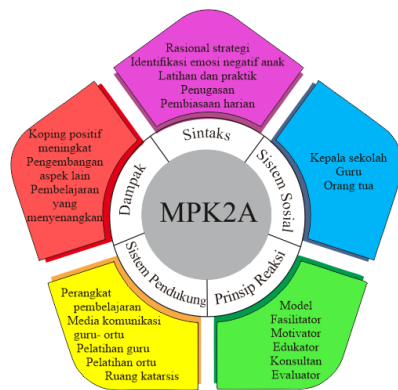 Rasional strategi
Identifikasi emosi negatif anak
Latihan dan praktik
Penugasan
Pembiasaan harian
Koping positif
meningkat
Pengembangan
aspek lain
Pembelajaran
yang
menyenangkan
Kepala sekolah
Guru
Orang tua
Sintaks
Dampak
Sistem Sosial
MPK2A
Sistem Pendukung
Prinsip Reaksi
Perangkat
pembelajaran
Media komunikasi
guru- ortu
Pelatihan guru
Pelatihan ortu
Ruang katarsis
Model
Fasilitator
Motivator
Edukator
Konsultan
Evaluator